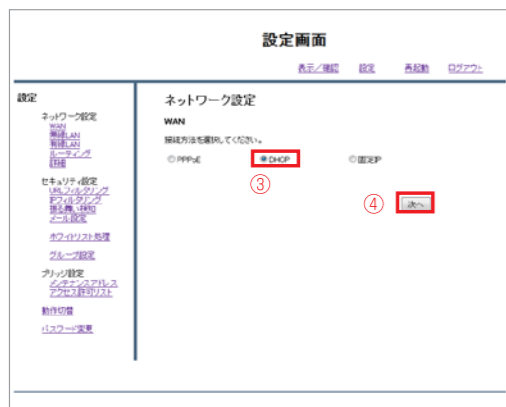 設定画面
表示/確認 設定 再起動 ログアウト
設定
ネットワーク設定
WAN
無線LAN
有線LAN
ルーティング
詳細
セキュリティ設定
URLフィルタリング
IPフィルタリング
振る舞い検知
メール設定
ホワイトリスト処理
グループ設定
ブリッジ設定
メンテナンスアドレス
アクセス許可リスト
動作切替
パスワード変更
ネットワーク設定
WAN
接続方法を選択してください。
PPPoE DHCP 固定IP
③
④ 次へ